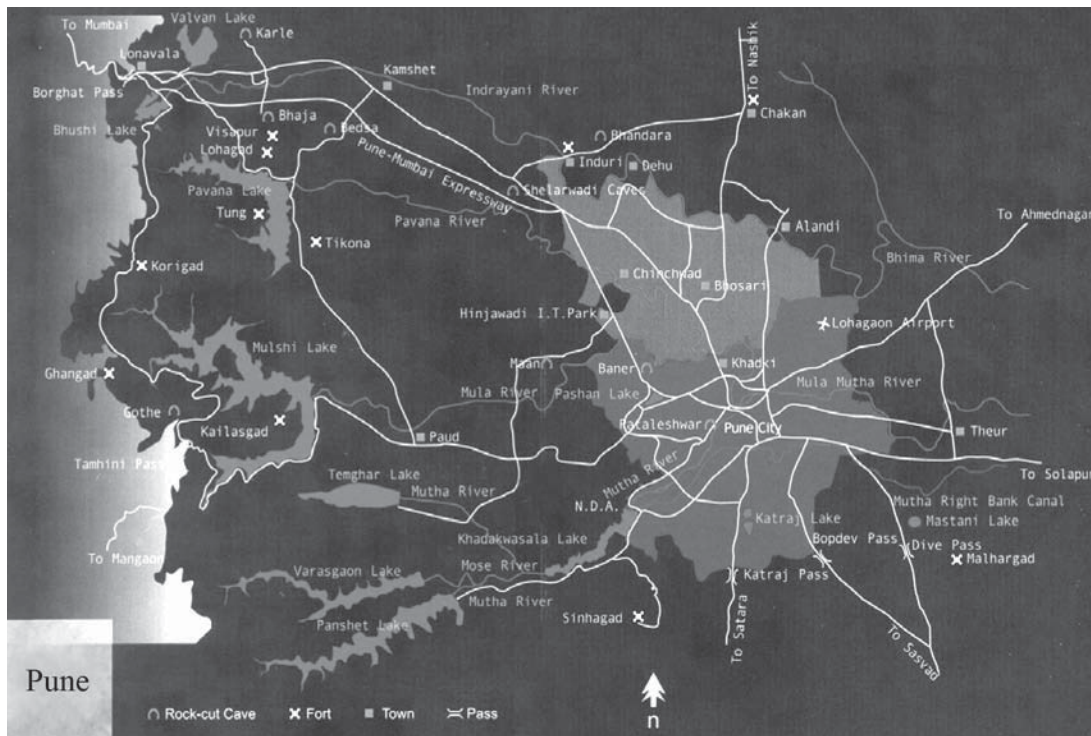 To Mumbai
Valvan Lake
Karle
Lonavala
Borghat Pass
Kamshet
Indrayani River
To Nashik
Chakan
Bhushi Lake
Bhaja
Visapur
Bedsa
Lohagad
Bhandara
Induri
Dehu
Pune-Mumbai Expressway
Shelarwadi Caves
Pavana Lake
Pavana River
Tung
Tikona
Alandi
To Ahmednagar
Bhima River
Korigad
Chinchwad
Bhosari
Hinjawadi I.T.Park
Lohagaon Airport
Mulshi Lake
Ghangad
Maan
Baner
Khadki
Pashan Lake
Mula River
Mula Mutha River
Gothe
Kailasgad
Pataleshwar
Pune City
Paud
Theur
Tamhini Pass
Temghar Lake
Mutha River
Mutha River
To Solapur
N.D.A.
Mutha Right Bank Canal
Katraj Lake
Mastani Lake
Khadakwasala Lake
Bopdev Pass
Dive Pass
To Mangaon
Malhargad
Varasgaon Lake
Mose River
Katraj Pass
Mutha River
Panshet Lake
Sinhagad
To Satara
To Sasvad
Pune
Rock-cut Cave
Fort
Town
Pass
n